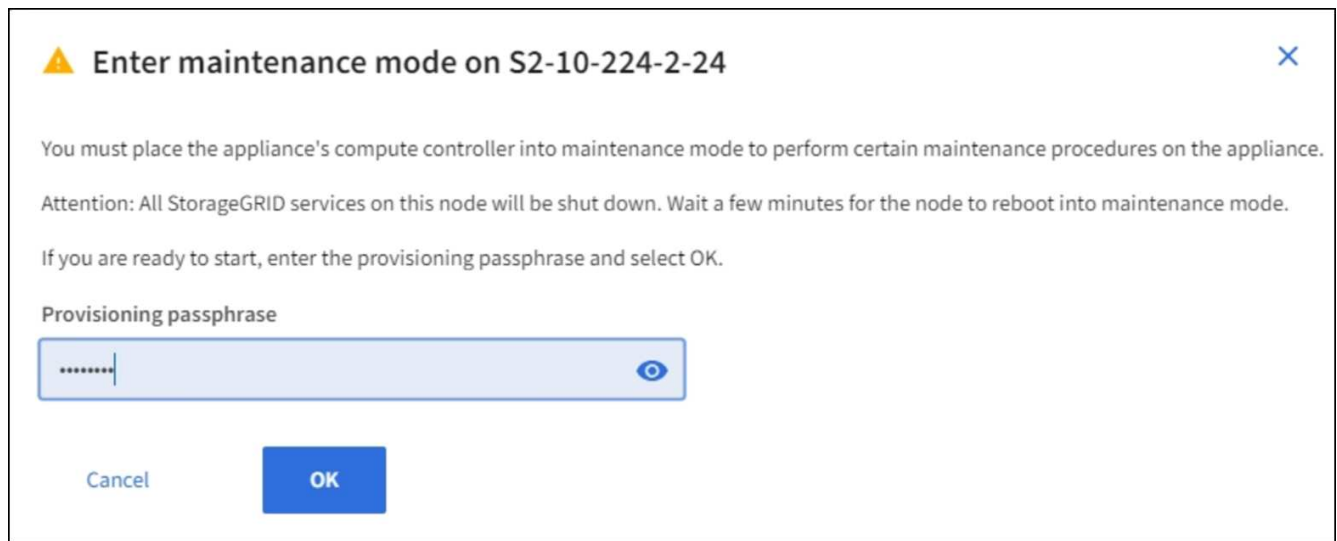 Enter maintenance mode on S2-10-224-2-24
You must place the appliance's compute controller into maintenance mode to perform certain maintenance procedures on the appliance.
Attention: All StorageGRID services on this node will be shut down. Wait a few minutes for the node to reboot into maintenance mode.
If you are ready to start, enter the provisioning passphrase and select OK.
Provisioning passphrase
••••••••
Cancel OK